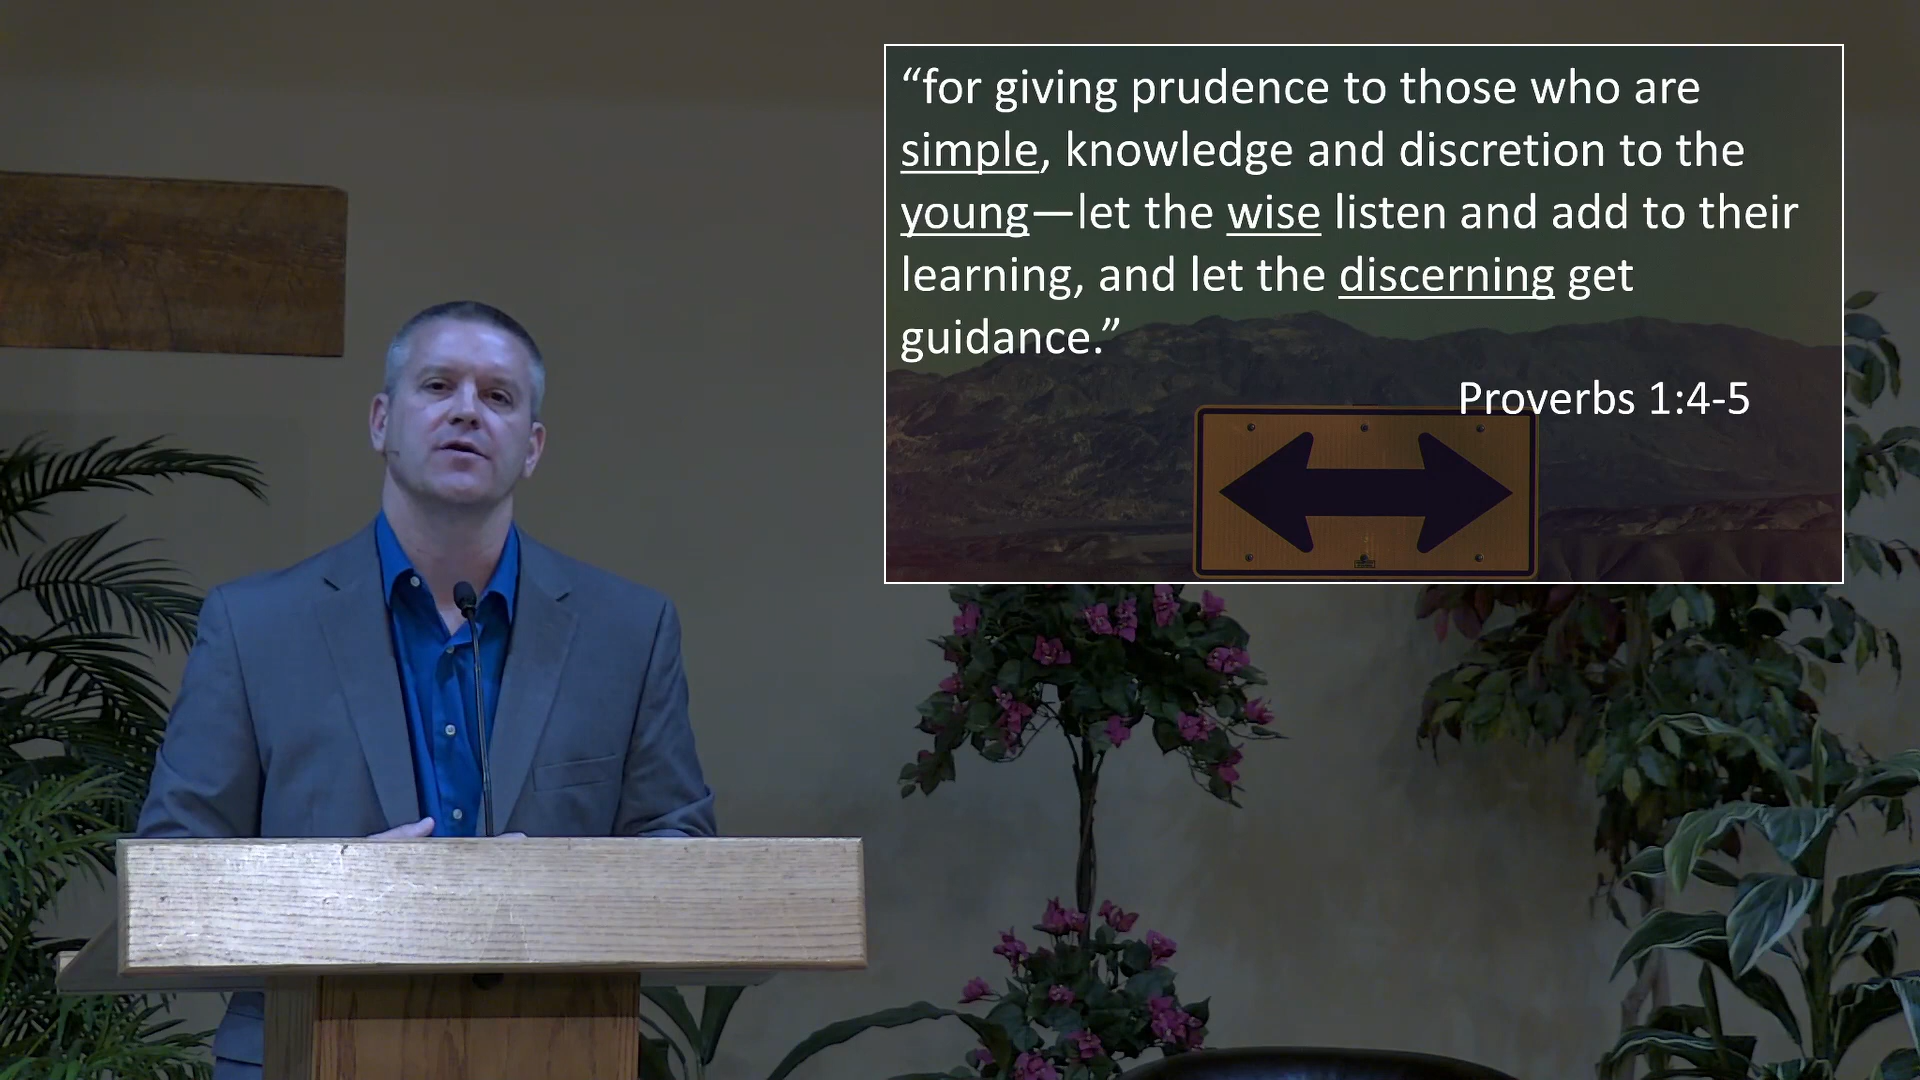 “for giving prudence to those who are
simple, knowledge and discretion to the
young—let the wise listen and add to their
learning, and let the discerning get
guidance.”
Proverbs 1:4-5